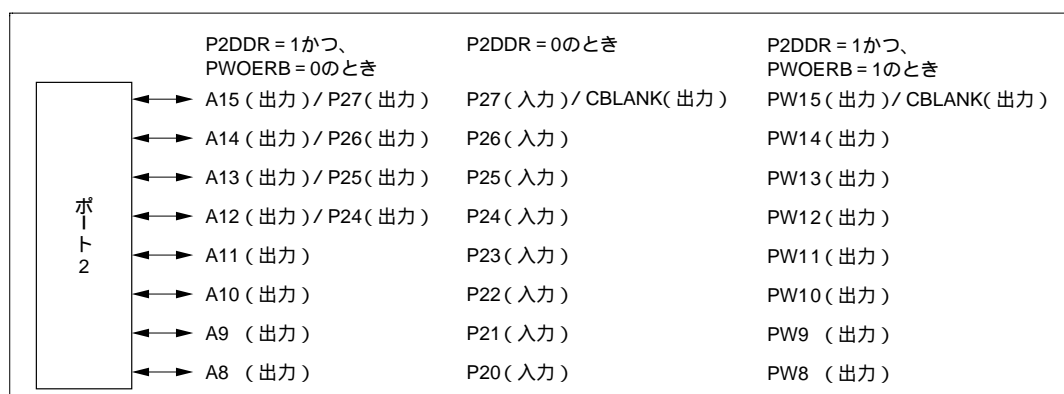 P2DDR = 1かつ、 P2DDR = 0のとき P2DDR = 1かつ、
PWOERB = 0のとき PWOERB = 1のとき
A15（出力）/ P27（出力） P27（入力）/ CBLANK（出力） PW15（出力）/ CBLANK（出力）
A14（出力）/ P26（出力） P26（入力） PW14（出力）
A13（出力）/ P25（出力） P25（入力） PW13（出力）
A12（出力）/ P24（出力） P24（入力） PW12（出力）
A11（出力） P23（入力） PW11（出力）
A10（出力） P22（入力） PW10（出力）
A9 （出力） P21（入力） PW9 （出力）
A8 （出力） P20（入力） PW8 （出力）
ポート2